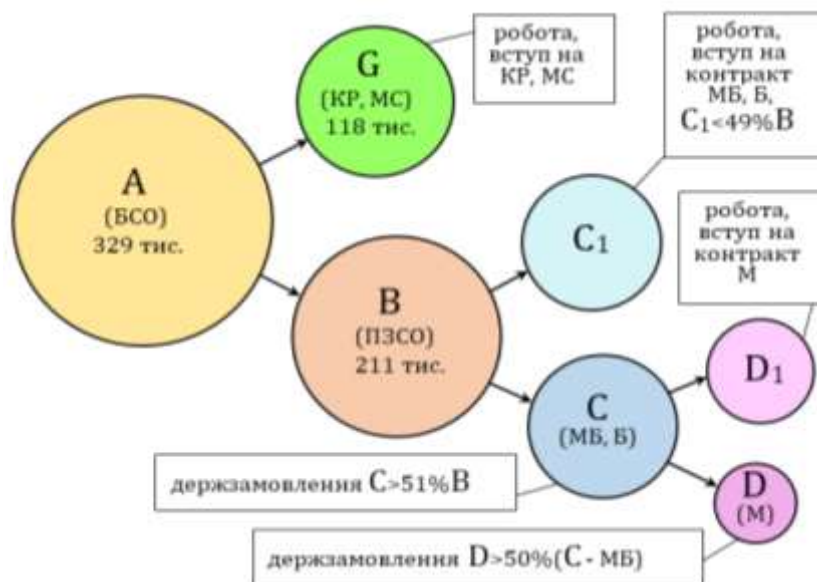 G
(КР, МС)
118 тис.
робота,
вступ на
КР, МС
робота,
вступ на
контракт
МБ, Б,
C₁<49%B
A
(БСО)
329 тис.
C₁
робота,
вступ на
контракт
М
B
(ПЗСО)
211 тис.
D₁
C
(МБ, Б)
держзамовлення C>51%B
D
(М)
держзамовлення D>50%(C - МБ)